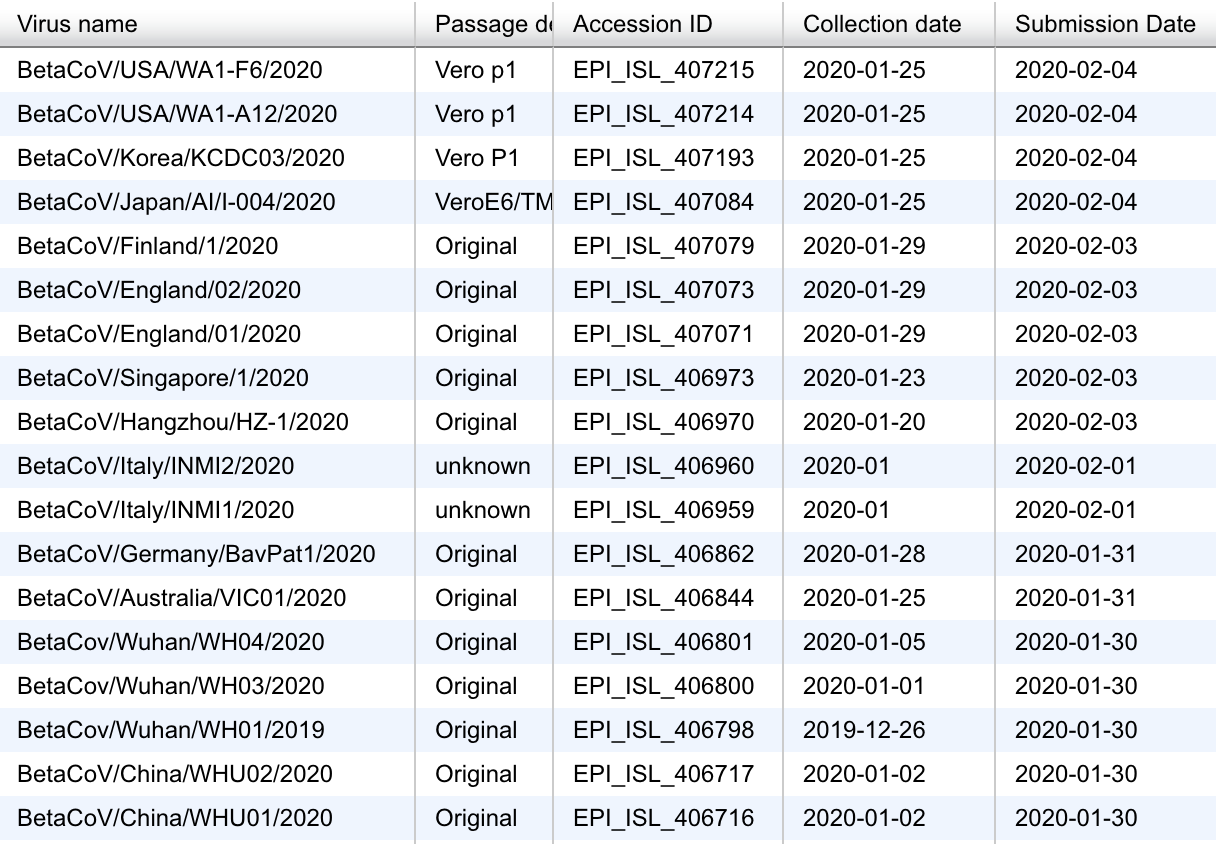 Virus name Passage de Accession ID Collection date Submission Date
BetaCoV/USA/WA1-F6/2020 Vero p1 EPI_ISL_407215 2020-01-25 2020-02-04
BetaCoV/USA/WA1-A12/2020 Vero p1 EPI_ISL_407214 2020-01-25 2020-02-04
BetaCoV/Korea/KCDC03/2020 Vero P1 EPI_ISL_407193 2020-01-25 2020-02-04
BetaCoV/Japan/AI/I-004/2020 VeroE6/TM EPI_ISL_407084 2020-01-25 2020-02-04
BetaCoV/Finland/1/2020 Original EPI_ISL_407079 2020-01-29 2020-02-03
BetaCoV/England/02/2020 Original EPI_ISL_407073 2020-01-29 2020-02-03
BetaCoV/England/01/2020 Original EPI_ISL_407071 2020-01-29 2020-02-03
BetaCoV/Singapore/1/2020 Original EPI_ISL_406973 2020-01-23 2020-02-03
BetaCoV/Hangzhou/HZ-1/2020 Original EPI_ISL_406970 2020-01-20 2020-02-03
BetaCoV/Italy/INMI2/2020 unknown EPI_ISL_406960 2020-01 2020-02-01
BetaCoV/Italy/INMI1/2020 unknown EPI_ISL_406959 2020-01 2020-02-01
BetaCoV/Germany/BavPat1/2020 Original EPI_ISL_406862 2020-01-28 2020-01-31
BetaCoV/Australia/VIC01/2020 Original EPI_ISL_406844 2020-01-25 2020-01-31
BetaCov/Wuhan/WH04/2020 Original EPI_ISL_406801 2020-01-05 2020-01-30
BetaCov/Wuhan/WH03/2020 Original EPI_ISL_406800 2020-01-01 2020-01-30
BetaCov/Wuhan/WH01/2019 Original EPI_ISL_406798 2019-12-26 2020-01-30
BetaCoV/China/WHU02/2020 Original EPI_ISL_406717 2020-01-02 2020-01-30
BetaCoV/China/WHU01/2020 Original EPI_ISL_406716 2020-01-02 2020-01-30